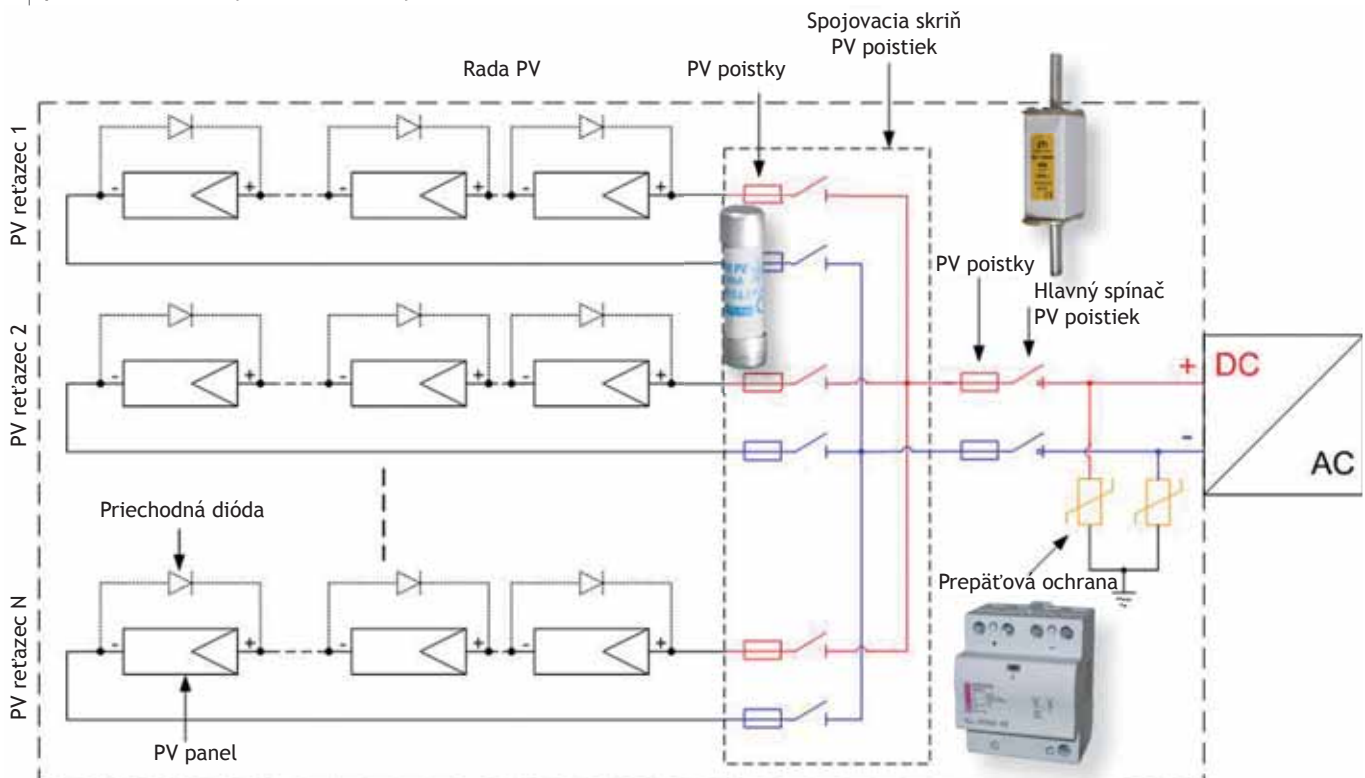 Spojovacia skriň
PV poistiek
Rada PV
PV poistky
PV reťazec 1
PV poistky
Hlavný spínač
PV poistiek
PV reťazec 2
+
DC
-
AC
Priechodná dióda
Prepäťová ochrana
PV reťazec N
PV panel